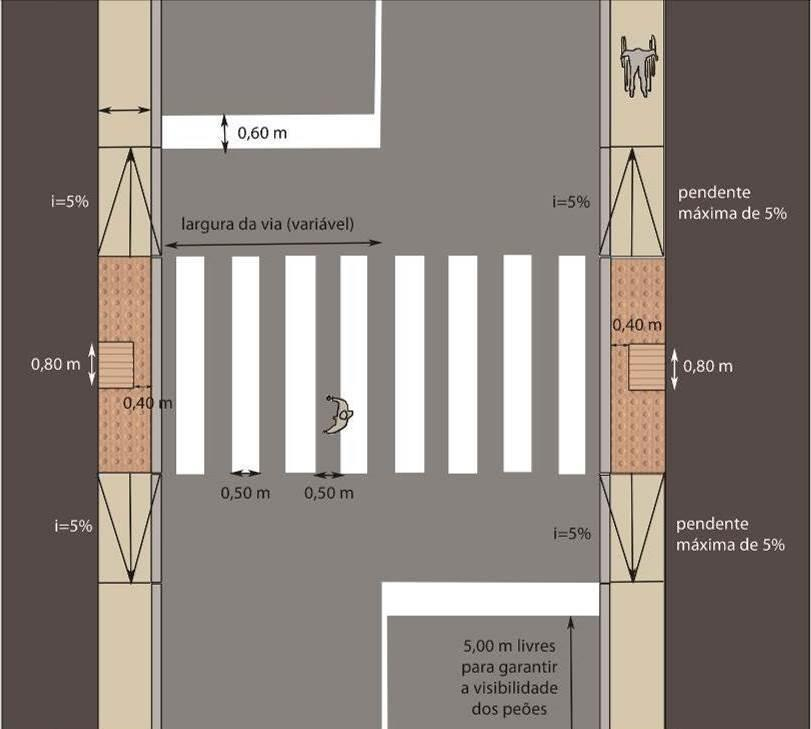 0,60 m
i=5%
i=5%
pendente
máxima de 5%
largura da via (variável)
0,40 m
0,80 m
0,80 m
0,40 m
0,50 m
0,50 m
i=5%
i=5%
pendente
máxima de 5%
5,00 m livres
para garantir
a visibilidade
dos peões